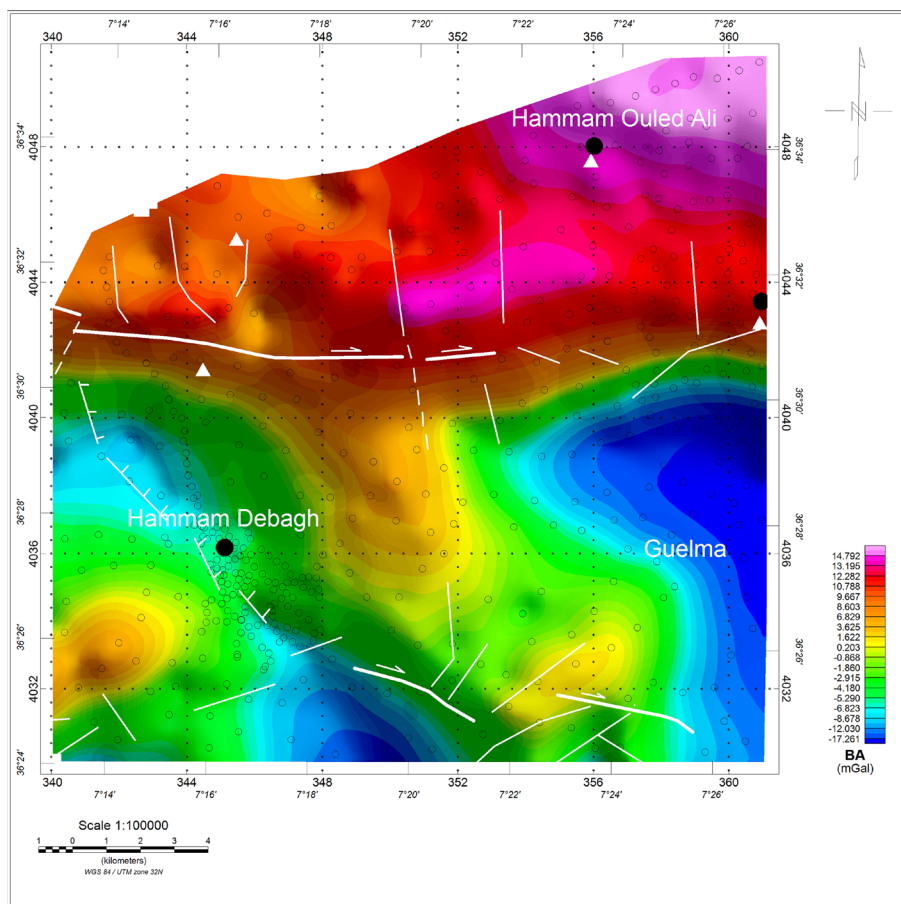 7°14' 7°16' 7°18' 7°20' 7°22' 7°24' 7°26'
340 344 348 352 356 360
N
Hammam Ouled Ali
36°34' 4048 4048 36°34'
36°32' 4044 4044 36°32'
36°30' 4040 4040 36°30'
36°28' 36°28'
Hammam Debagh
4036 Guelma 4036
36°26' 36°26'
4032 4032
36°24'
340 344 348 352 356 360
7°14' 7°16' 7°18' 7°20' 7°22' 7°24' 7°26'
14.792
13.195
12.282
10.788
9.667
8.603
5.829
3.625
1.622
0.203
-0.868
-1.860
-2.915
-4.180
-5.290
-6.823
-8.678
-12.030
-17.261
BA
(mGal)
Scale 1:100000
1 0 1 2 3 4
(kilometers)
WGS 84 / UTM zone 32N